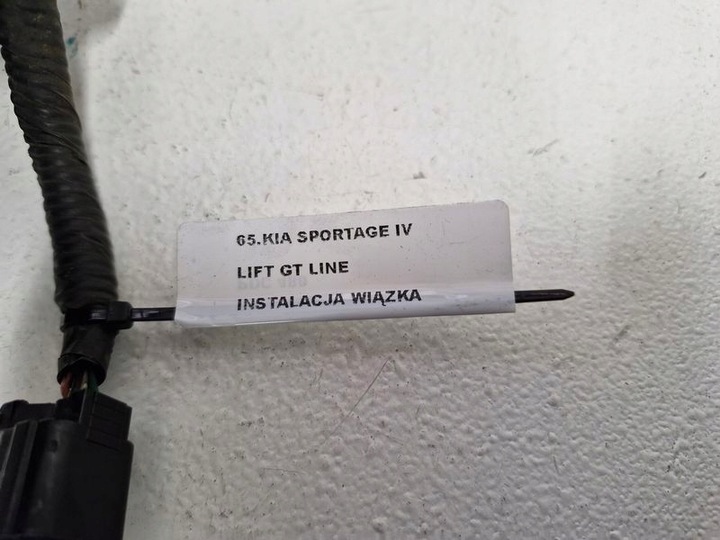 65.KIA SPORTAGE IV
LIFT GT LINE
INSTALACJA WIĄZKA